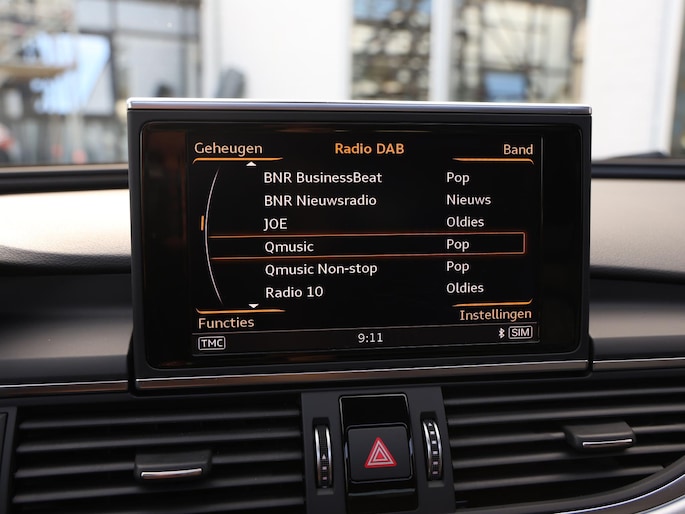 Geheugen Radio DAB Band
BNR BusinessBeat Pop
BNR Nieuwsradio Nieuws
JOE Oldies
Qmusic Pop
Qmusic Non-stop Pop
Radio 10 Oldies
Functies Instellingen
TMC 9:11 SIM